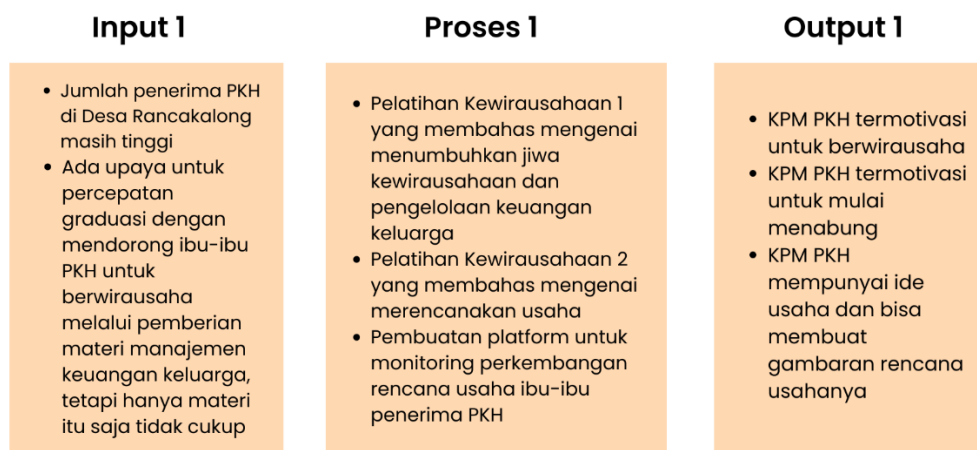 Input 1
• Jumlah penerima PKH
di Desa Rancakalong
masih tinggi
• Ada upaya untuk
percepatan
graduasi dengan
mendorong ibu-ibu
PKH untuk
berwirausaha
melalui pemberian
materi manajemen
keuangan keluarga,
tetapi hanya materi
itu saja tidak cukup
Proses 1
• Pelatihan Kewirausahaan 1
yang membahas mengenai
menumbuhkan jiwa
kewirausahaan dan
pengelolaan keuangan
keluarga
• Pelatihan Kewirausahaan 2
yang membahas mengenai
merencanakan usaha
• Pembuatan platform untuk
monitoring perkembangan
rencana usaha ibu-ibu
penerima PKH
Output 1
• KPM PKH termotivasi
untuk berwirausaha
• KPM PKH termotivasi
untuk mulai
menabung
• KPM PKH
mempunyai ide
usaha dan bisa
membuat
gambaran rencana
usahanya